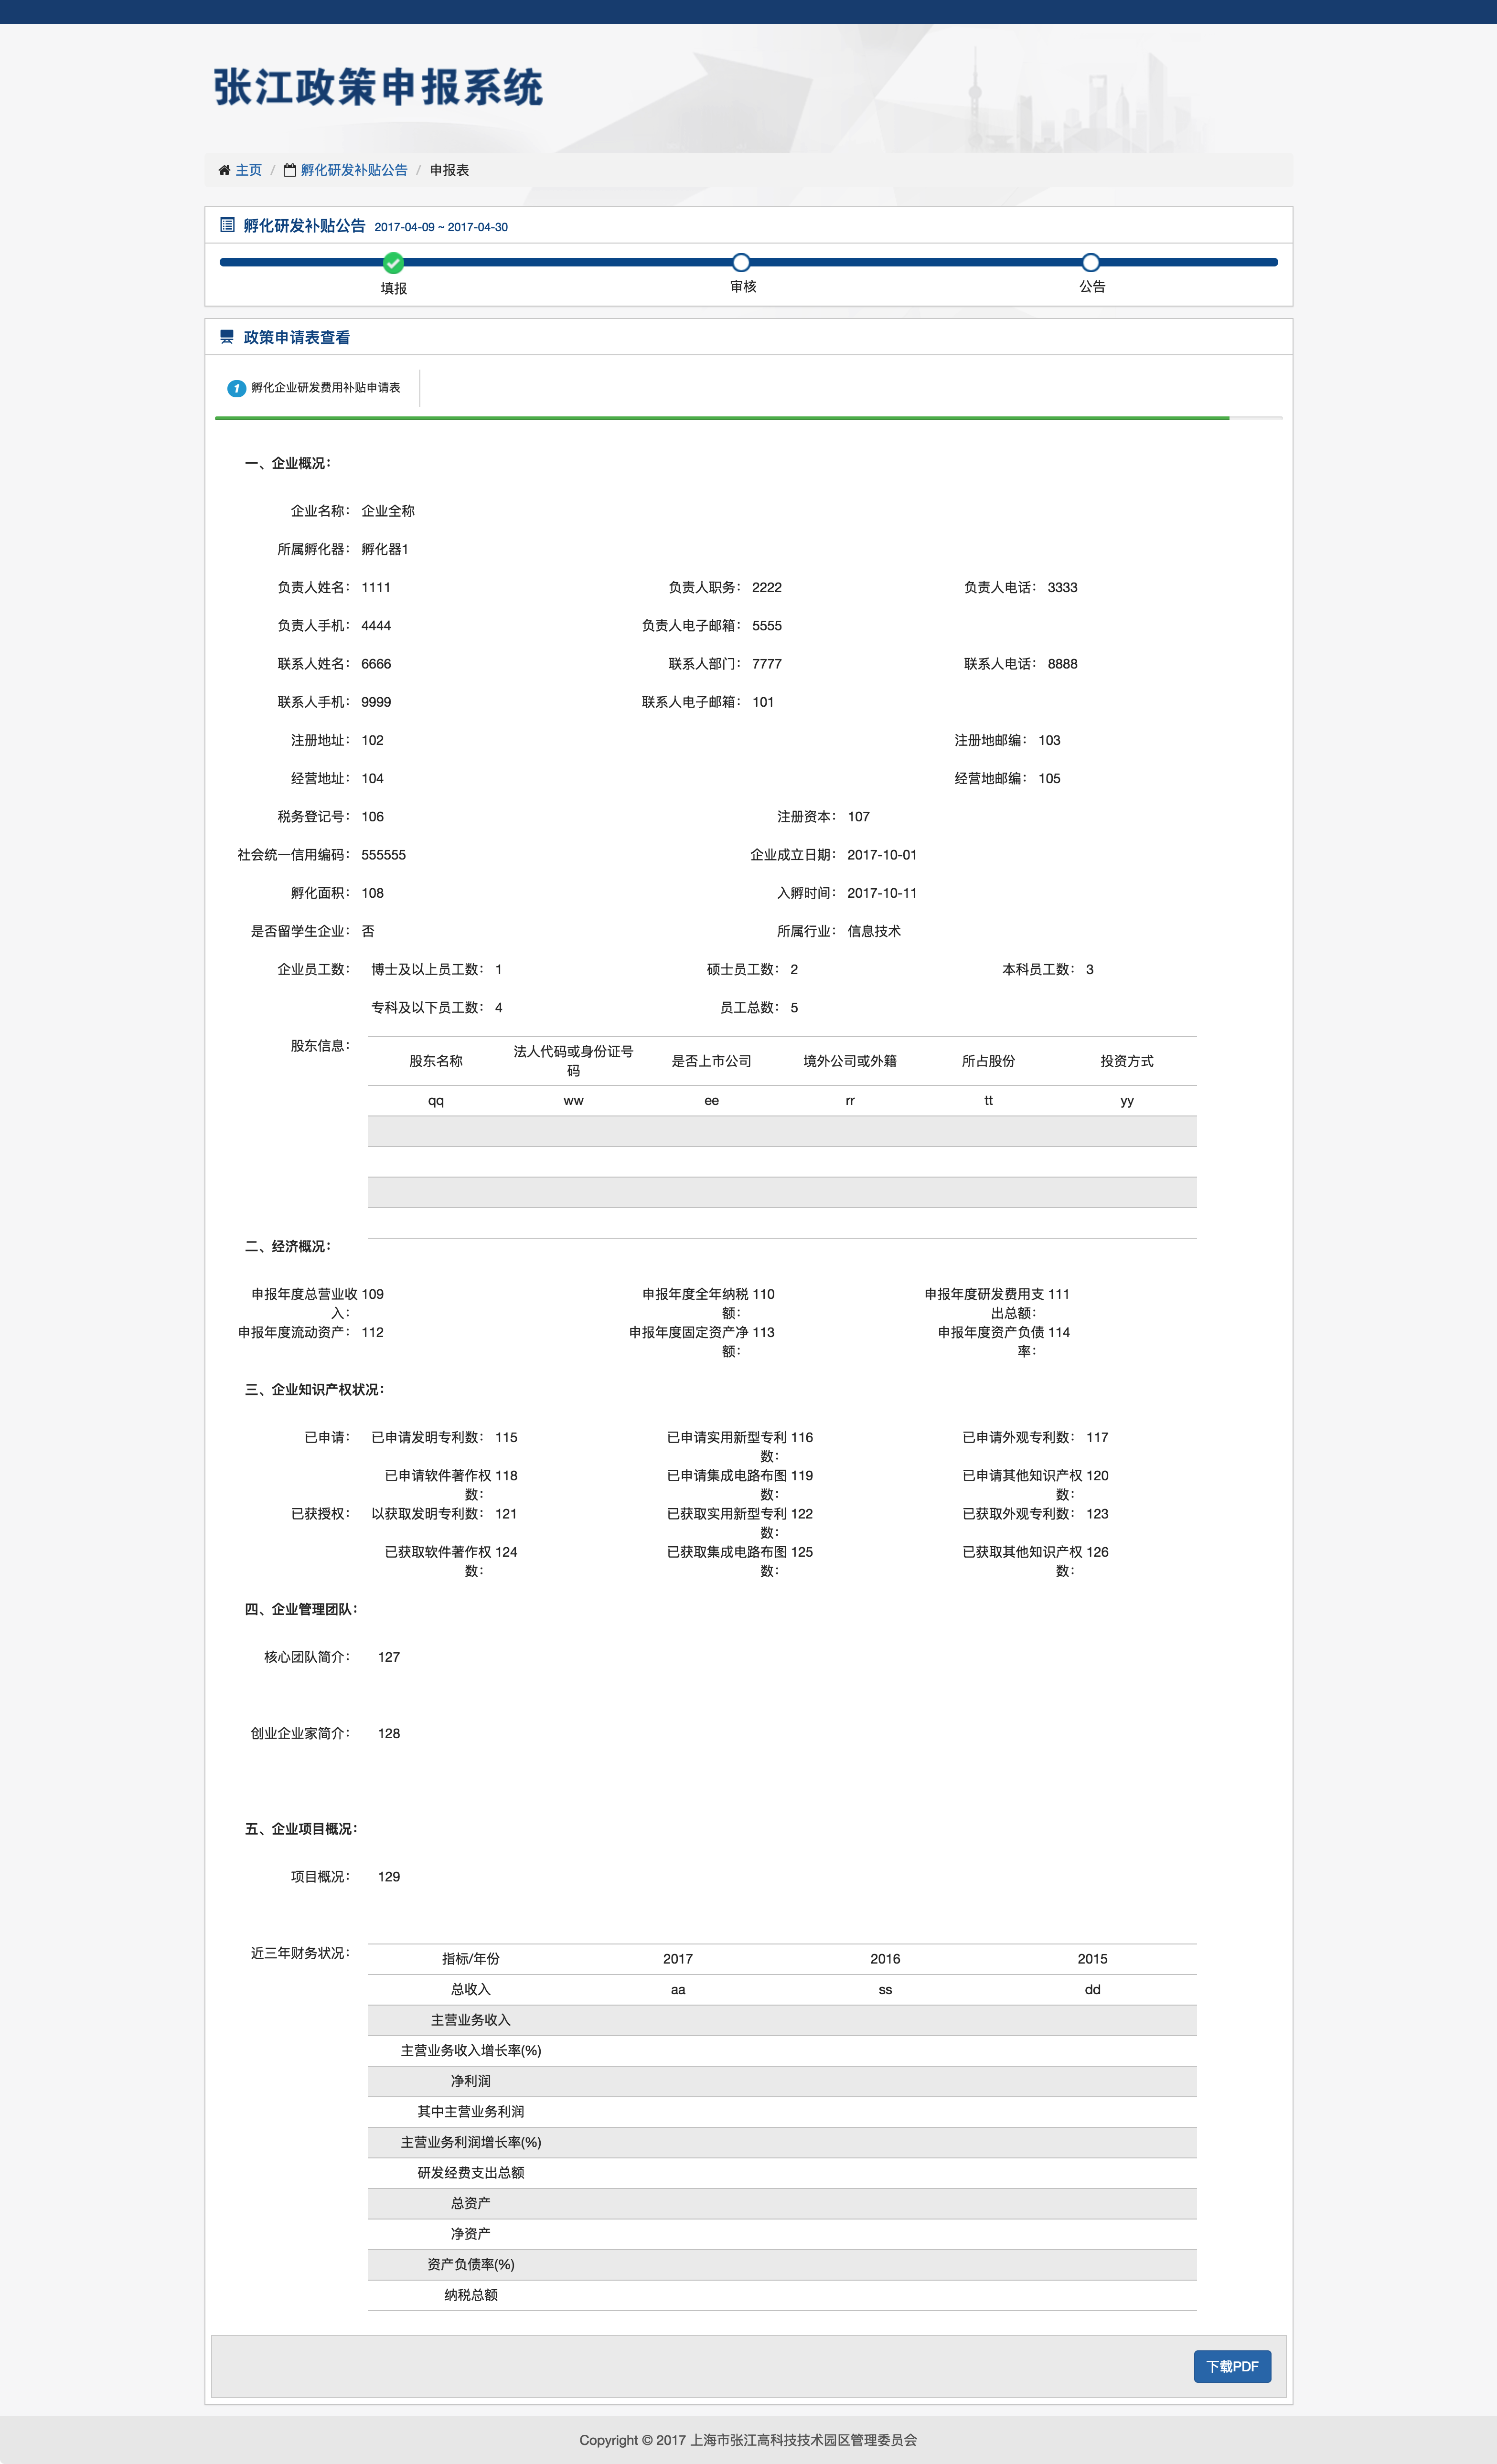 张江政策申报系统
主页 / 孵化研发补贴公告 / 申报表
孵化研发补贴公告 2017-04-09 ~ 2017-04-30
填报 审核 公告
政策申请表查看
1 孵化企业研发费用补贴申请表
一、企业概况：
企业名称： 企业全称
所属孵化器： 孵化器1
负责人姓名： 1111 负责人职务： 2222 负责人电话： 3333
负责人手机： 4444 负责人电子邮箱： 5555
联系人姓名： 6666 联系人部门： 7777 联系人电话： 8888
联系人手机： 9999 联系人电子邮箱： 101
注册地址： 102 注册地邮编： 103
经营地址： 104 经营地邮编： 105
税务登记号： 106 注册资本： 107
社会统一信用编码： 555555 企业成立日期： 2017-10-01
孵化面积： 108 入孵时间： 2017-10-11
是否留学生企业： 否 所属行业： 信息技术
企业员工数： 博士及以上员工数： 1 硕士员工数： 2 本科员工数： 3
专科及以下员工数： 4 员工总数： 5
股东信息：
股东名称 法人代码或身份证号 是否上市公司 境外公司或外籍 所占股份 投资方式
码
qq ww ee rr tt yy
二、经济概况：
申报年度总营业收 109 申报年度全年纳税 110 申报年度研发费用支 111
入： 额： 出总额：
申报年度流动资产： 112 申报年度固定资产净 113 申报年度资产负债 114
额： 率：
三、企业知识产权状况：
已申请： 已申请发明专利数： 115 已申请实用新型专利 116 已申请外观专利数： 117
数：
已申请软件著作权 118 已申请集成电路布图 119 已申请其他知识产权 120
数： 数： 数：
已获授权： 以获取发明专利数： 121 已获取实用新型专利 122 已获取外观专利数： 123
数：
已获取软件著作权 124 已获取集成电路布图 125 已获取其他知识产权 126
数： 数： 数：
四、企业管理团队：
核心团队简介： 127
创业企业家简介： 128
五、企业项目概况：
项目概况： 129
近三年财务状况：
指标/年份 2017 2016 2015
总收入 aa ss dd
主营业务收入
主营业务收入增长率(%)
净利润
其中主营业务利润
主营业务利润增长率(%)
研发经费支出总额
总资产
净资产
资产负债率(%)
纳税总额
下载PDF
Copyright © 2017 上海市张江高科技技术园区管理委员会